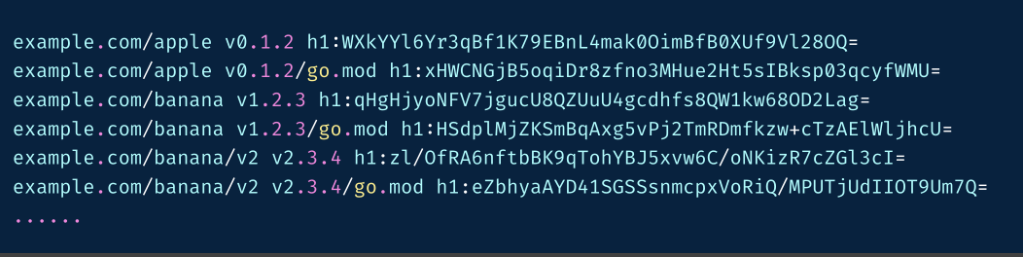 example.com/apple v0.1.2 h1:WXkYYl6Yr3qBf1K79EBnL4mak0OimBfB0XUf9Vl28OQ=
example.com/apple v0.1.2/go.mod h1:xHWCNGjB5oqiDr8zfno3MHue2Ht5sIBksp03qcyfWMU=
example.com/banana v1.2.3 h1:qHgHjyoNFV7jgucU8QZUuU4gcdhfs8QW1kw68OD2Lag=
example.com/banana v1.2.3/go.mod h1:HSdplMjZKSmBqAxg5vPj2TmRDmfkzw+cTzAElWljhcU=
example.com/banana/v2 v2.3.4 h1:zl/OfRA6nftbBK9qTohYBJ5xvw6C/oNKizR7cZGl3cI=
example.com/banana/v2 v2.3.4/go.mod h1:eZbhyaAYD41SGSSsnmcpxVoRiQ/MPUTjUdIIOT9Um7Q=
......